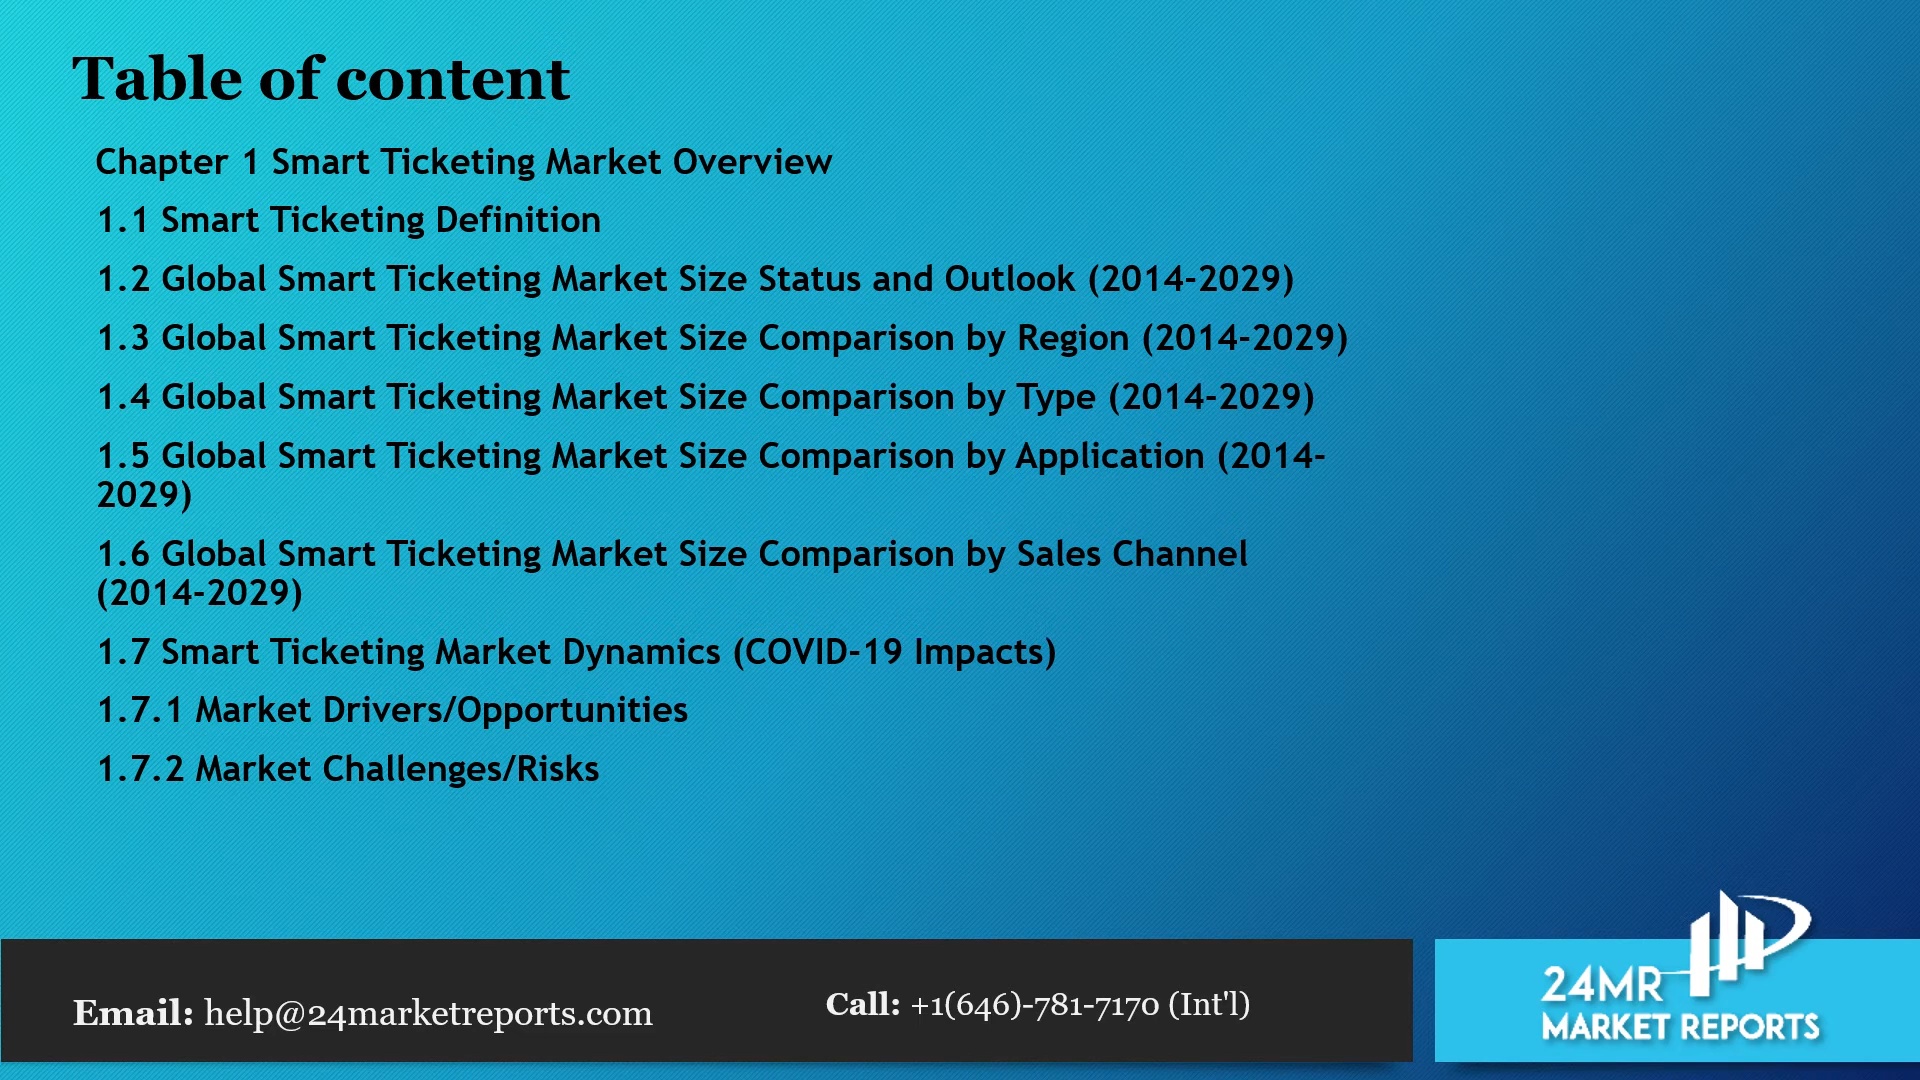 Table of content
Chapter 1 Smart Ticketing Market Overview
1.1 Smart Ticketing Definition
1.2 Global Smart Ticketing Market Size Status and Outlook (2014-2029)
1.3 Global Smart Ticketing Market Size Comparison by Region (2014-2029)
1.4 Global Smart Ticketing Market Size Comparison by Type (2014-2029)
1.5 Global Smart Ticketing Market Size Comparison by Application (2014-
2029)
1.6 Global Smart Ticketing Market Size Comparison by Sales Channel
(2014-2029)
1.7 Smart Ticketing Market Dynamics (COVID-19 Impacts)
1.7.1 Market Drivers/Opportunities
1.7.2 Market Challenges/Risks
Email: help@24marketreports.com
Call: +1(646)-781-7170 (Int'l)
24MR
MARKET REPORTS